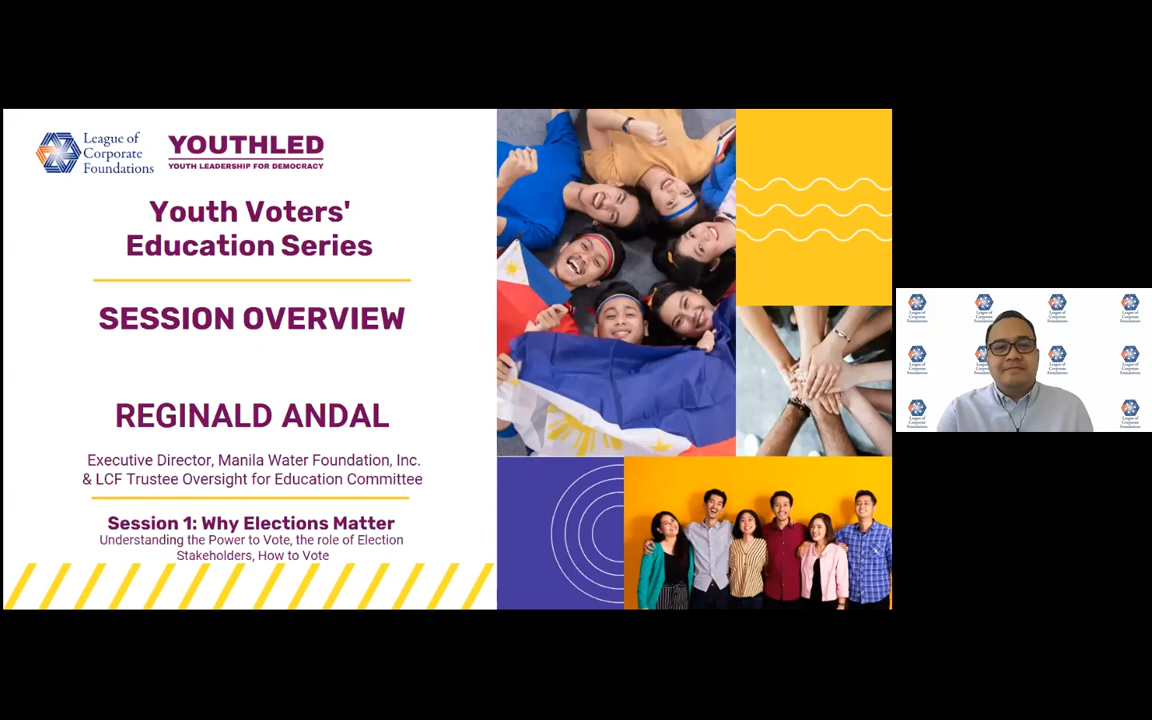 League of
Corporate
Foundations
YOUTHLED
YOUTH LEADERSHIP FOR DEMOCRACY
Youth Voters'
Education Series
SESSION OVERVIEW
REGINALD ANDAL
Executive Director, Manila Water Foundation, Inc.
& LCF Trustee Oversight for Education Committee
Session 1: Why Elections Matter
Understanding the Power to Vote, the role of Election
Stakeholders, How to Vote